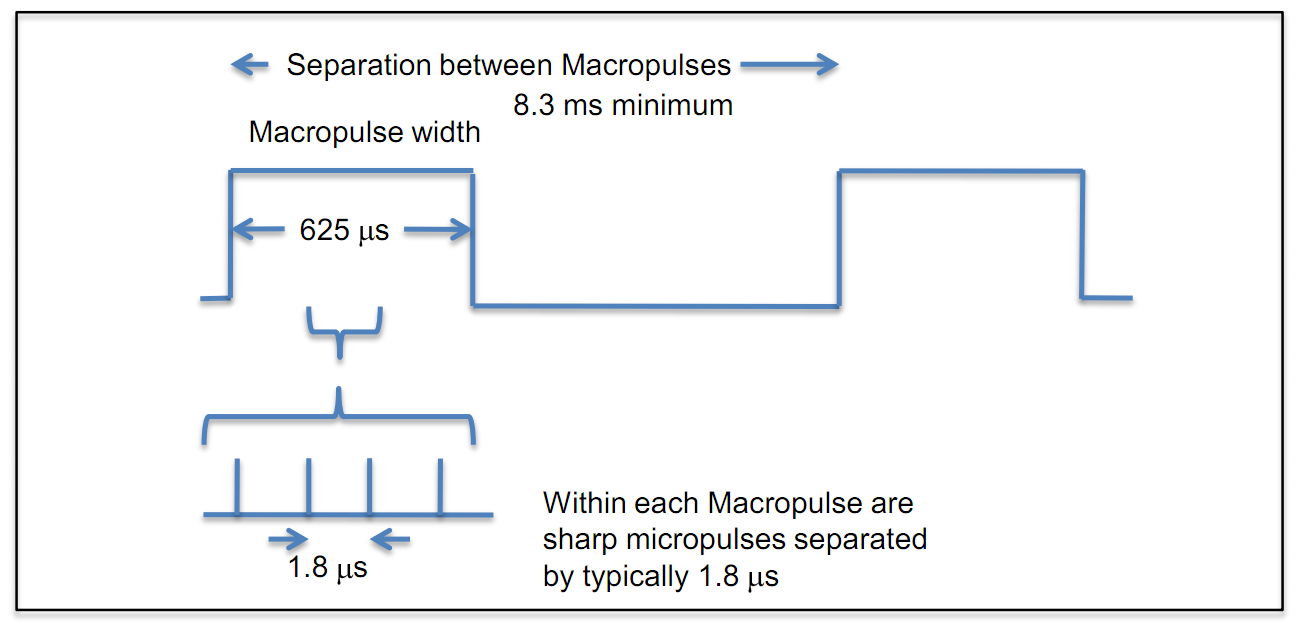 Separation between Macropulses
8.3 ms minimum
Macropulse width
625 μs
1.8 μs
Within each Macropulse are
sharp micropulses separated
by typically 1.8 μs